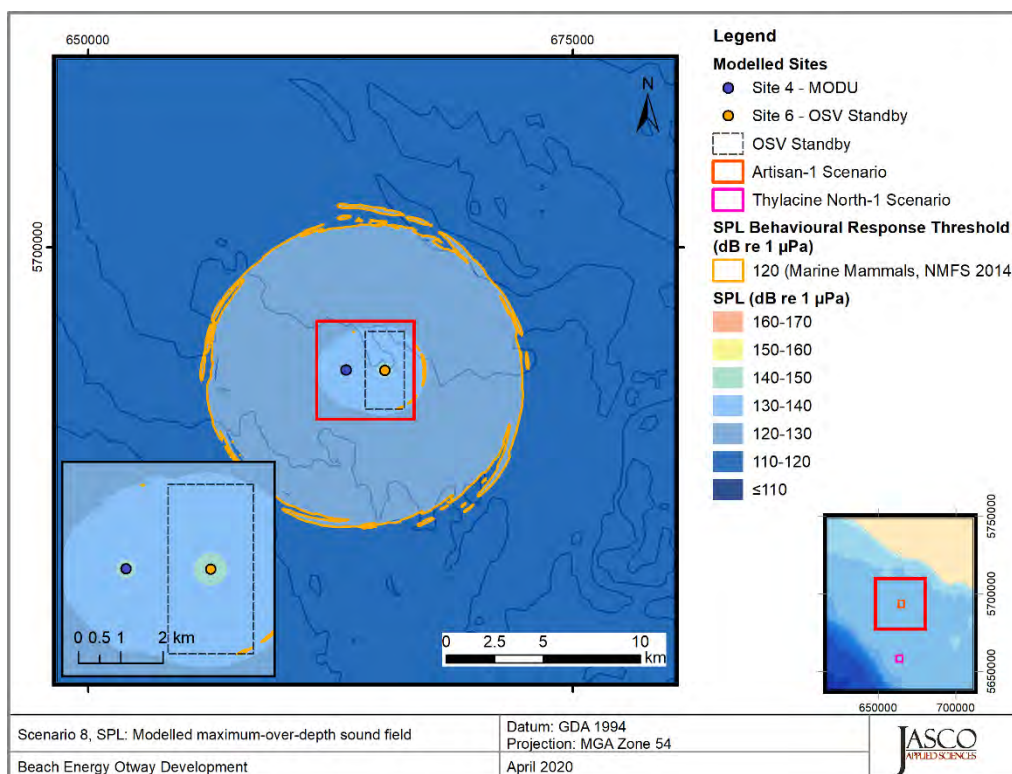 650000
675000
5700000
N
0 0.5 1 2 km
0 2.5 5 10
km
Legend
Modelled Sites
Site 4 - MODU
Site 6 - OSV Standby
OSV Standby
Artisan-1 Scenario
Thylacine North-1 Scenario
SPL Behavioural Response Threshold
(dB re 1 µPa)
120 (Marine Mammals, NMFS 2014
SPL (dB re 1 µPa)
160-170
150-160
140-150
130-140
120-130
110-120
≤110
5750000
5700000
5650000
650000
700000
Scenario 8, SPL: Modelled maximum-over-depth sound field
Datum: GDA 1994
Projection: MGA Zone 54
Beach Energy Otway Development
April 2020
JASCO
APPLIED SCIENCES